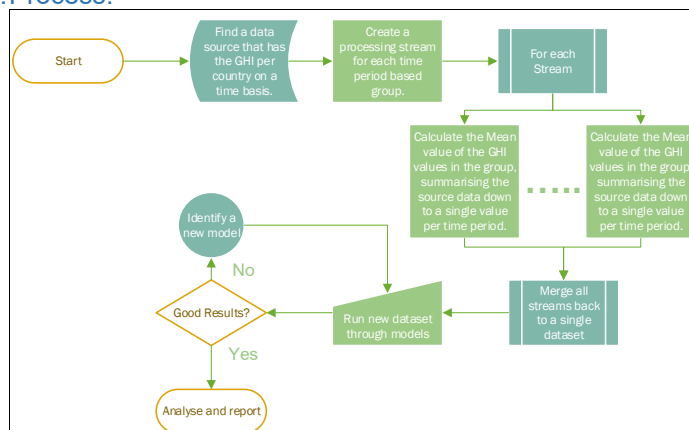 .Process:
Start
Find a data
source that has
the GHI per
country on a
time basis.
Create a
processing stream
for each time
period based
group.
For each
Stream
Calculate the Mean
value of the GHI
values in the group,
summarising the
source data down
to a single value
per time period.
Calculate the Mean
value of the GHI
values in the group,
summarising the
source data down
to a single value
per time period.
Identify a
new model
No
Good Results?
Yes
Run new dataset
through models
Merge all
streams back
to a single
dataset
Analyse and report